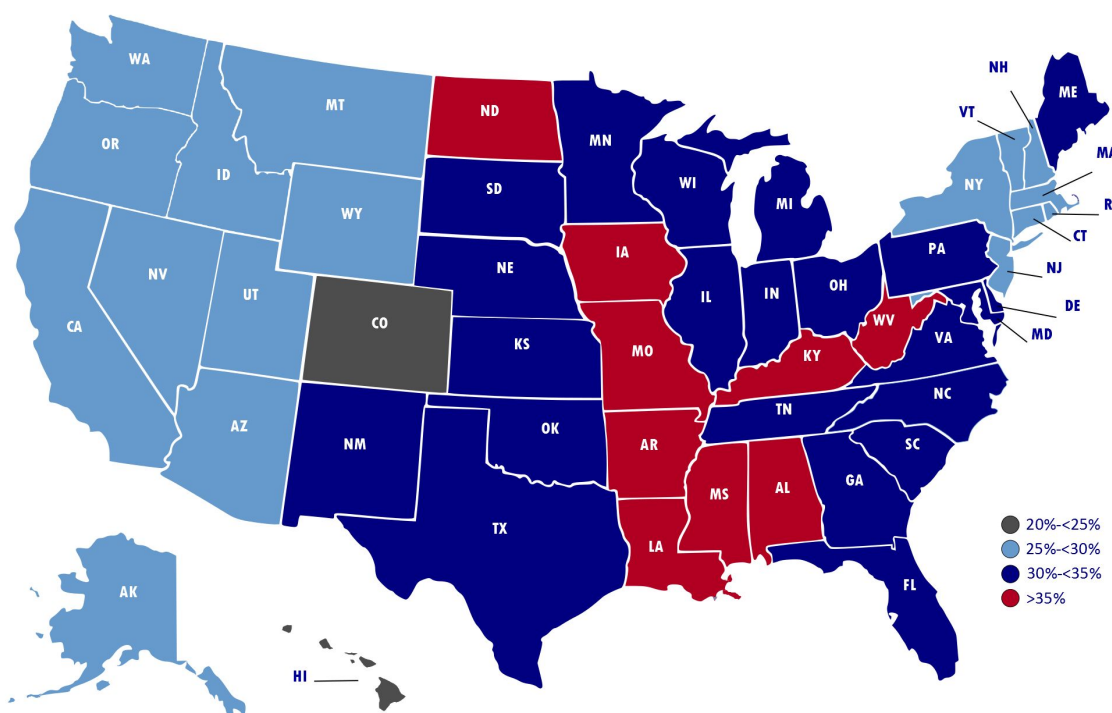 WA
MT
ND
MN
ME
NH
VT
MA
OR
ID
WY
SD
WI
MI
NY
R
CT
NV
UT
NE
IA
PA
NJ
CA
CO
KS
MO
IL
IN
OH
WV
KY
VA
DE
MD
AZ
NM
OK
AR
TN
NC
SC
TX
LA
MS
AL
GA
FL
AK
HI
20%-<25%
25%-<30%
30%-<35%
>35%